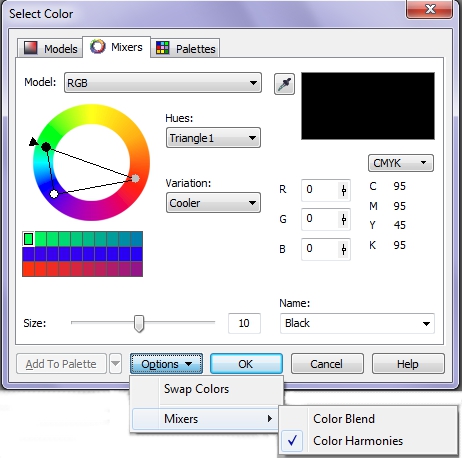 Select Color
Models Mixers Palettes
Model: RGB
Hues:
Triangle1
Variation:
Cooler
CMYK
R 0 C 95
M 95
G 0 Y 45
B 0 K 95
Size: 10
Name:
Black
Add To Palette Options OK Cancel Help
Swap Colors
Mixers Color Blend
Color Harmonies